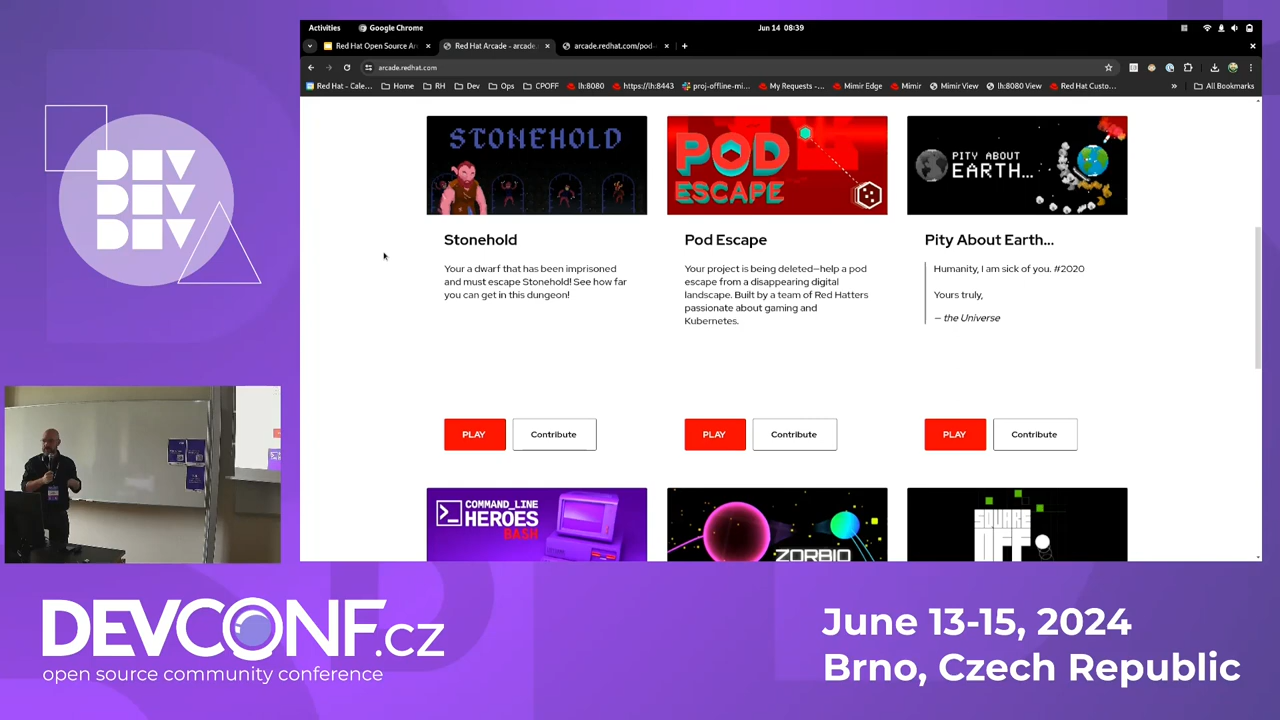 Activities
Google Chrome
Jun 14 08:39
Red Hat Open Source Ar
Red Hat Arcade - arcade.
arcade.redhat.com/pod-
arcade.redhat.com
Red Hat - Cale...
Home
RH
Dev
Ops
CPOFF
lh:8080
https://lh:8443
proj-offline-mi...
My Requests -...
Mimir Edge
Mimir
Mimir View
lh:8080 View
Red Hat Custo...
»
All Bookmarks
STONEHOLD
POD
ESCAPE
PITY ABOUT
EARTH...
Stonehold
Pod Escape
Pity About Earth...
Your a dwarf that has been imprisoned
and must escape Stonehold! See how far
you can get in this dungeon!
Your project is being deleted—help a pod
escape from a disappearing digital
landscape. Built by a team of Red Hatters
passionate about gaming and
Kubernetes.
Humanity, I am sick of you. #2020
Yours truly,
— the Universe
PLAY
Contribute
PLAY
Contribute
PLAY
Contribute
COMMAND_LINE
HEROES
BASH
ZORBIO
SQUARE
OFF
DEV
DEV
DEV
DEVCONF.cz
open source community conference
June 13-15, 2024
Brno, Czech Republic